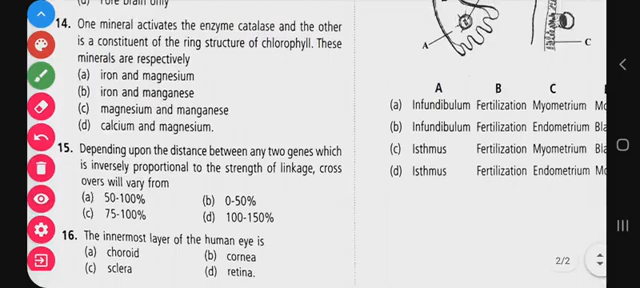 (d) Fore brain only
14. One mineral activates the enzyme catalase and the other
is a constituent of the ring structure of chlorophyll. These
minerals are respectively
(a) iron and magnesium
(b) iron and manganese
(c) magnesium and manganese
(d) calcium and magnesium.
15. Depending upon the distance between any two genes which
is inversely proportional to the strength of linkage, cross
overs will vary from
(a) 50-100% (b) 0-50%
(c) 75-100% (d) 100-150%
16. The innermost layer of the human eye is
(a) choroid (b) cornea
(c) sclera (d) retina.
A C
A B C
(a) Infundibulum Fertilization Myometrium
(b) Infundibulum Fertilization Endometrium
(c) Isthmus Fertilization Myometrium
(d) Isthmus Fertilization Endometrium
2/2